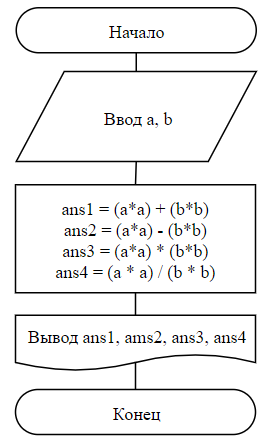 Начало
Ввод a, b
ans1 = (a*a) + (b*b)
ans2 = (a*a) - (b*b)
ans3 = (a*a) * (b*b)
ans4 = (a * a) / (b * b)
Вывод ans1, ams2, ans3, ans4
Конец